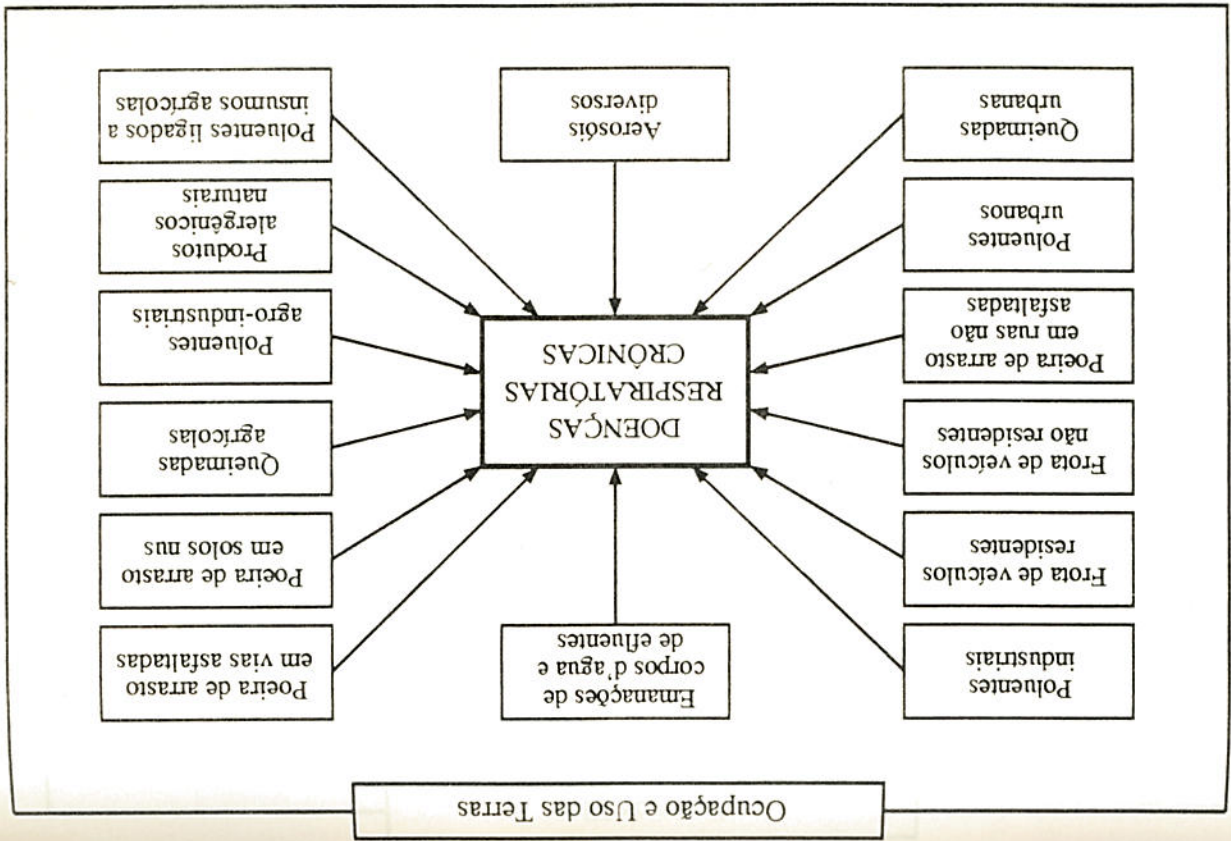 Ocupação e Uso das Terras
Poluentes
industriais
Frota de veículos
residentes
Frota de veículos
não residentes
Poeira de arrasto
em ruas não
asfaltadas
Poluentes
urbanos
Queimadas
urbanas
Emanações de
corpos d'agua e
de efluentes
DOENÇAS
RESPIRATÓRIAS
CRÔNICAS
Aerosóis
diversos
Poeira de arrasto
em vias asfaltadas
Poeira de arrasto
em solos nus
Queimadas
agrícolas
Poluentes
agro-industriais
Produtos
alergênicos
naturais
Poluentes ligados a
insumos agrícolas